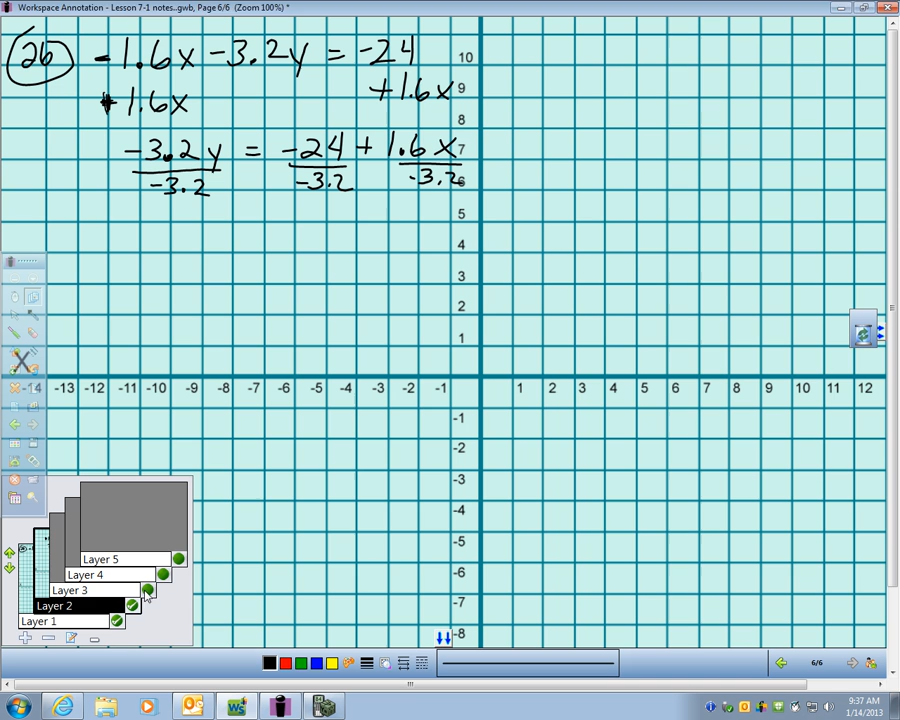 Workspace Annotation - Lesson 7-1 notes..gwb, Page 6/6 (Zoom 100%) *
26 -1.6x -3.2y = -24
+ 1.6x +1.6x
-3.2y = -24 + 1.6x
-3.2 -3.2 -3.2
10
9
8
7
6
5
4
3
2
1
-14 -13 -12 -11 -10 -9 -8 -7 -6 -5 -4 -3 -2 -1 1 2 3 4 5 6 7 8 9 10 11 12
-1
-2
-3
-4
-5
-6
-7
-8
Layer 5
Layer 4
Layer 3
Layer 2
Layer 1
6/6
9:37 AM
1/14/2013